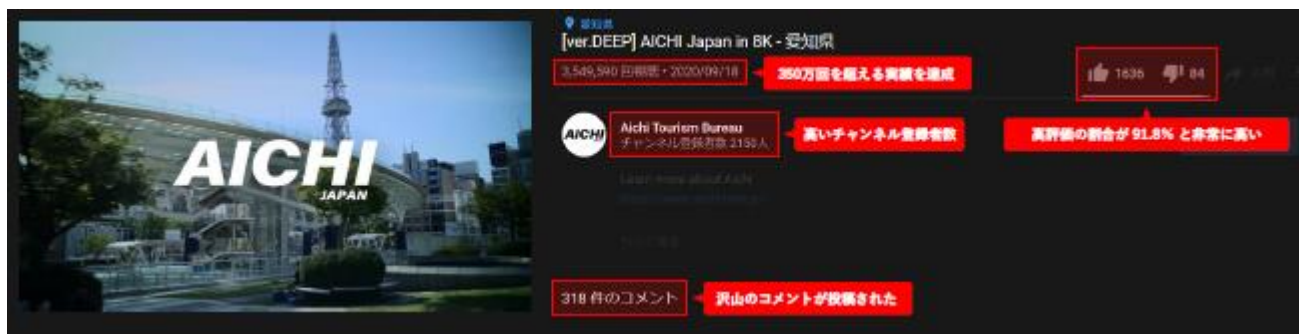 AICHI
JAPAN
愛知県
[ver.DEEP] AICHI Japan in 8K - 愛知県
3,549,590 回視聴・2020/09/18
350万回を超える実績を達成
1636
84
AICHI
Aichi Tourism Bureau
チャンネル登録者数 2150人
高いチャンネル登録者数
高評価の割合が 91.8% と非常に高い
Learn more about Aichi
318 件のコメント
沢山のコメントが投稿された